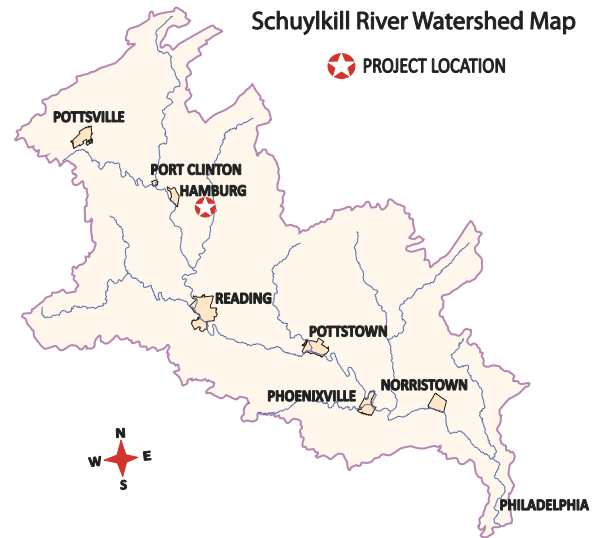 Schuylkill River Watershed Map
PROJECT LOCATION
POTTSVILLE
PORT CLINTON
HAMBURG
READING
POTTSTOWN
NORRISTOWN
PHOENIXVILLE
N
W E
S
PHILADELPHIA